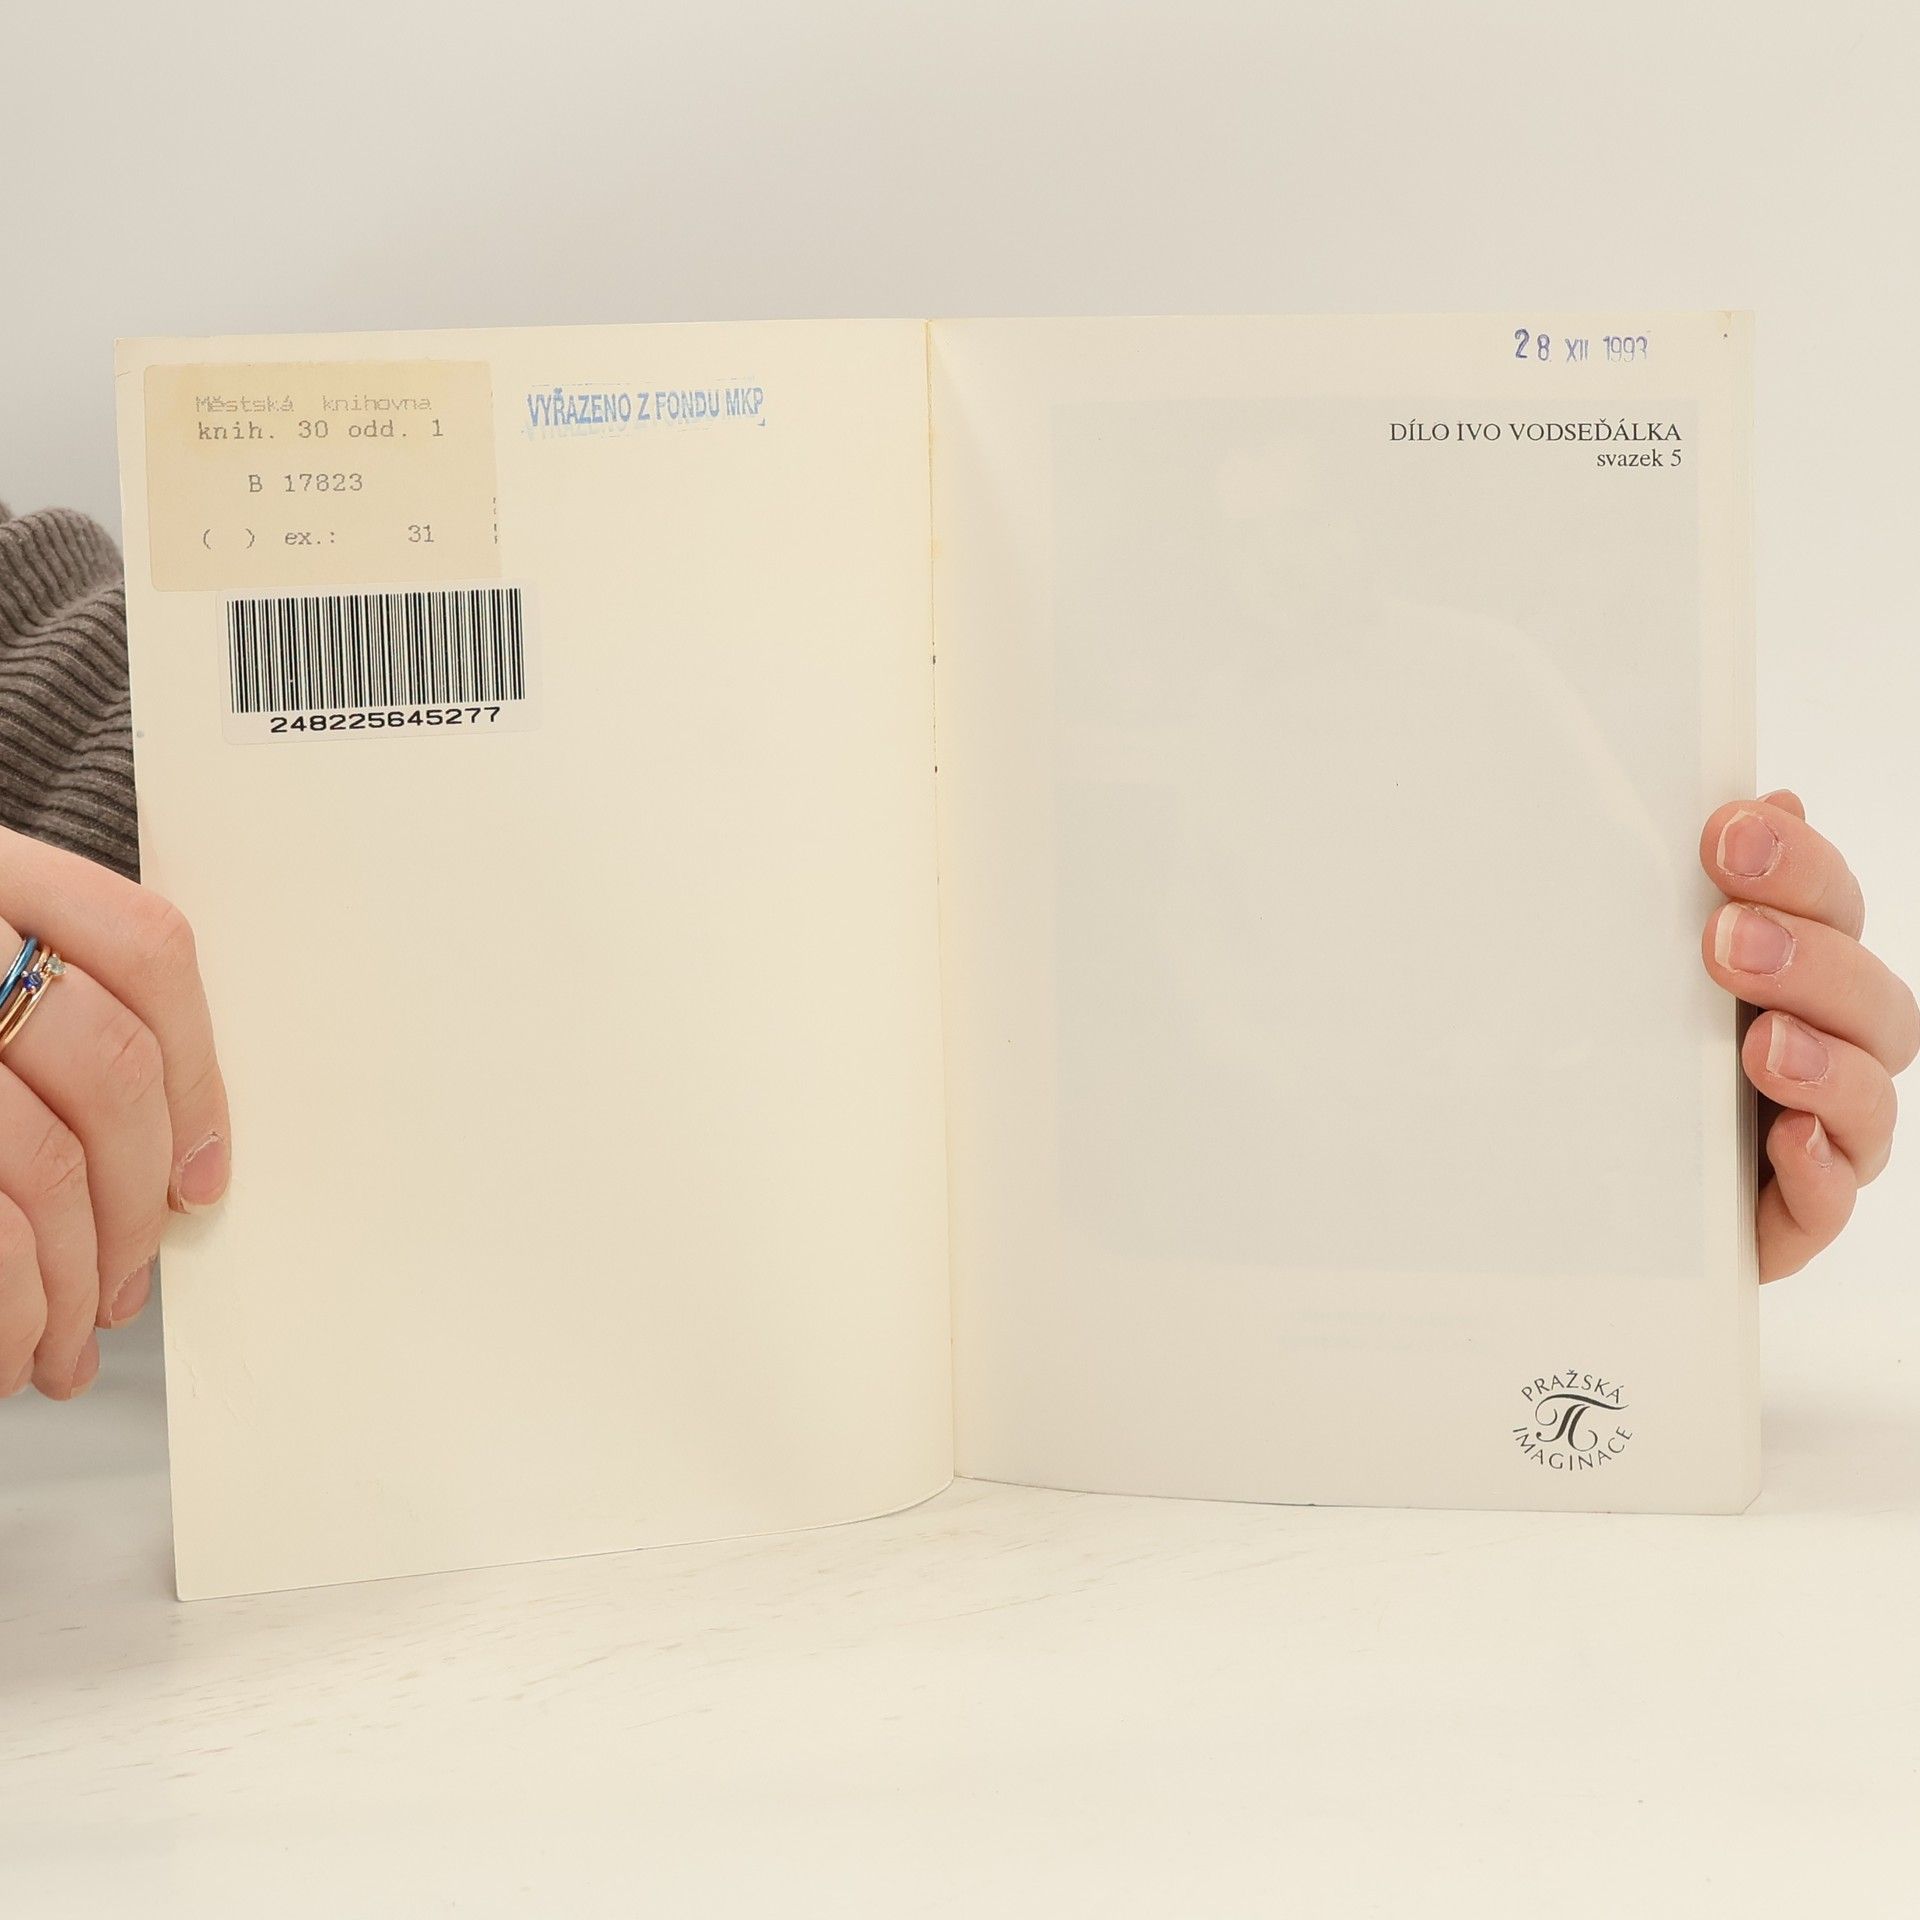 Městská knihovna
knih. 30 odd. 1
B 17823
( ) ex.: 31
VYŘAZENO Z FONDU MKP
248225645277
28 XII 1993
DÍLO IVO VODSEĎÁLKA
svazek 5
PRAŽSKÁ
IMAGINACE